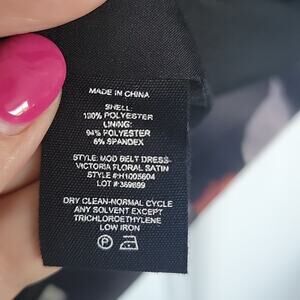 MADE IN CHINA
SHELL:
100% POLYESTER
LINING:
94% POLYESTER
6% SPANDEX
STYLE: MOD BELT DRESS-
VICTORIA FLORAL SATIN
STYLE #H1005604
LOT #369699
DRY CLEAN-NORMAL CYCLE
ANY SOLVENT EXCEPT
TRICHLOROETHYLENE
LOW IRON
P